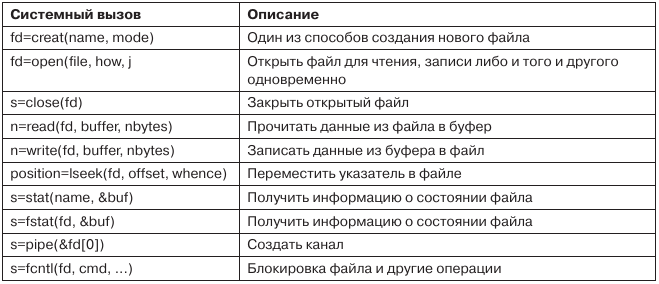 Системный вызов Описание
fd=creat(name, mode) Один из способов создания нового файла
fd=open(file, how, j Открыть файл для чтения, записи либо и того и другого
одновременно
s=close(fd) Закрыть открытый файл
n=read(fd, buffer, nbytes) Прочитать данные из файла в буфер
n=write(fd, buffer, nbytes) Записать данные из буфера в файл
position=lseek(fd, offset, whence) Переместить указатель в файле
s=stat(name, &buf) Получить информацию о состоянии файла
s=fstat(fd, &buf) Получить информацию о состоянии файла
s=pipe(&fd[0]) Создать канал
s=fcntl(fd, cmd, ...) Блокировка файла и другие операции